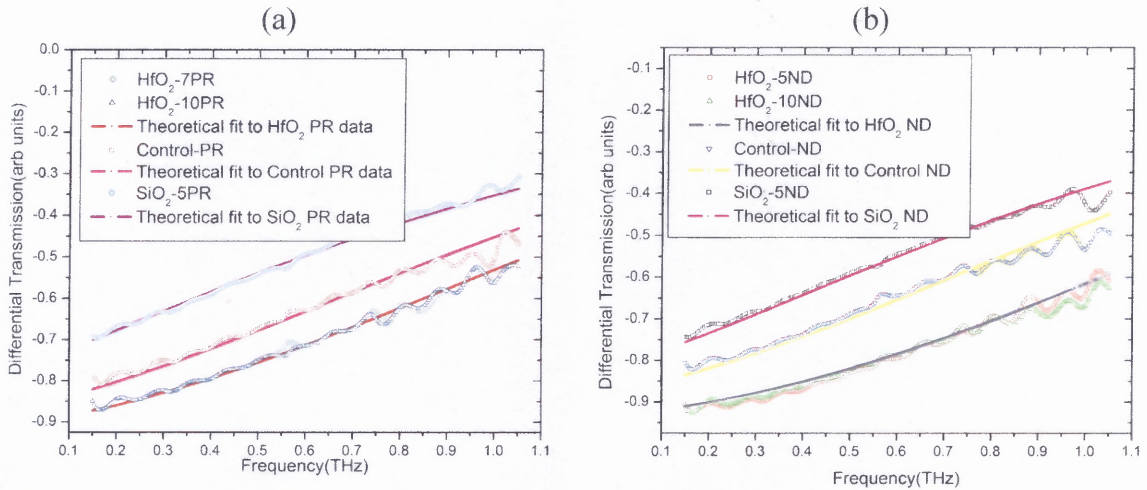 (a)
0.0
-0.1
-0.2
-0.3
-0.4
-0.5
-0.6
-0.7
-0.8
-0.9
Differential Transmission(arb units)
HfO₂-7PR
HfO₂-10PR
Theoretical fit to HfO₂ PR data
Control-PR
Theoretical fit to Control PR data
SiO₂-5PR
Theoretical fit to SiO₂ PR data
0.1 0.2 0.3 0.4 0.5 0.6 0.7 0.8 0.9 1.0 1.1
Frequency(THz)
(b)
-0.1
-0.2
-0.3
-0.4
-0.5
-0.6
-0.7
-0.8
-0.9
Differential Transmission(arb units)
HfO₂-5ND
HfO₂-10ND
Theoretical fit to HfO₂ ND
Control-ND
Theoretical fit to Control ND
SiO₂-5ND
Theoretical fit to SiO₂ ND
0.1 0.2 0.3 0.4 0.5 0.6 0.7 0.8 0.9 1.0 1.1
Frequency(THz)